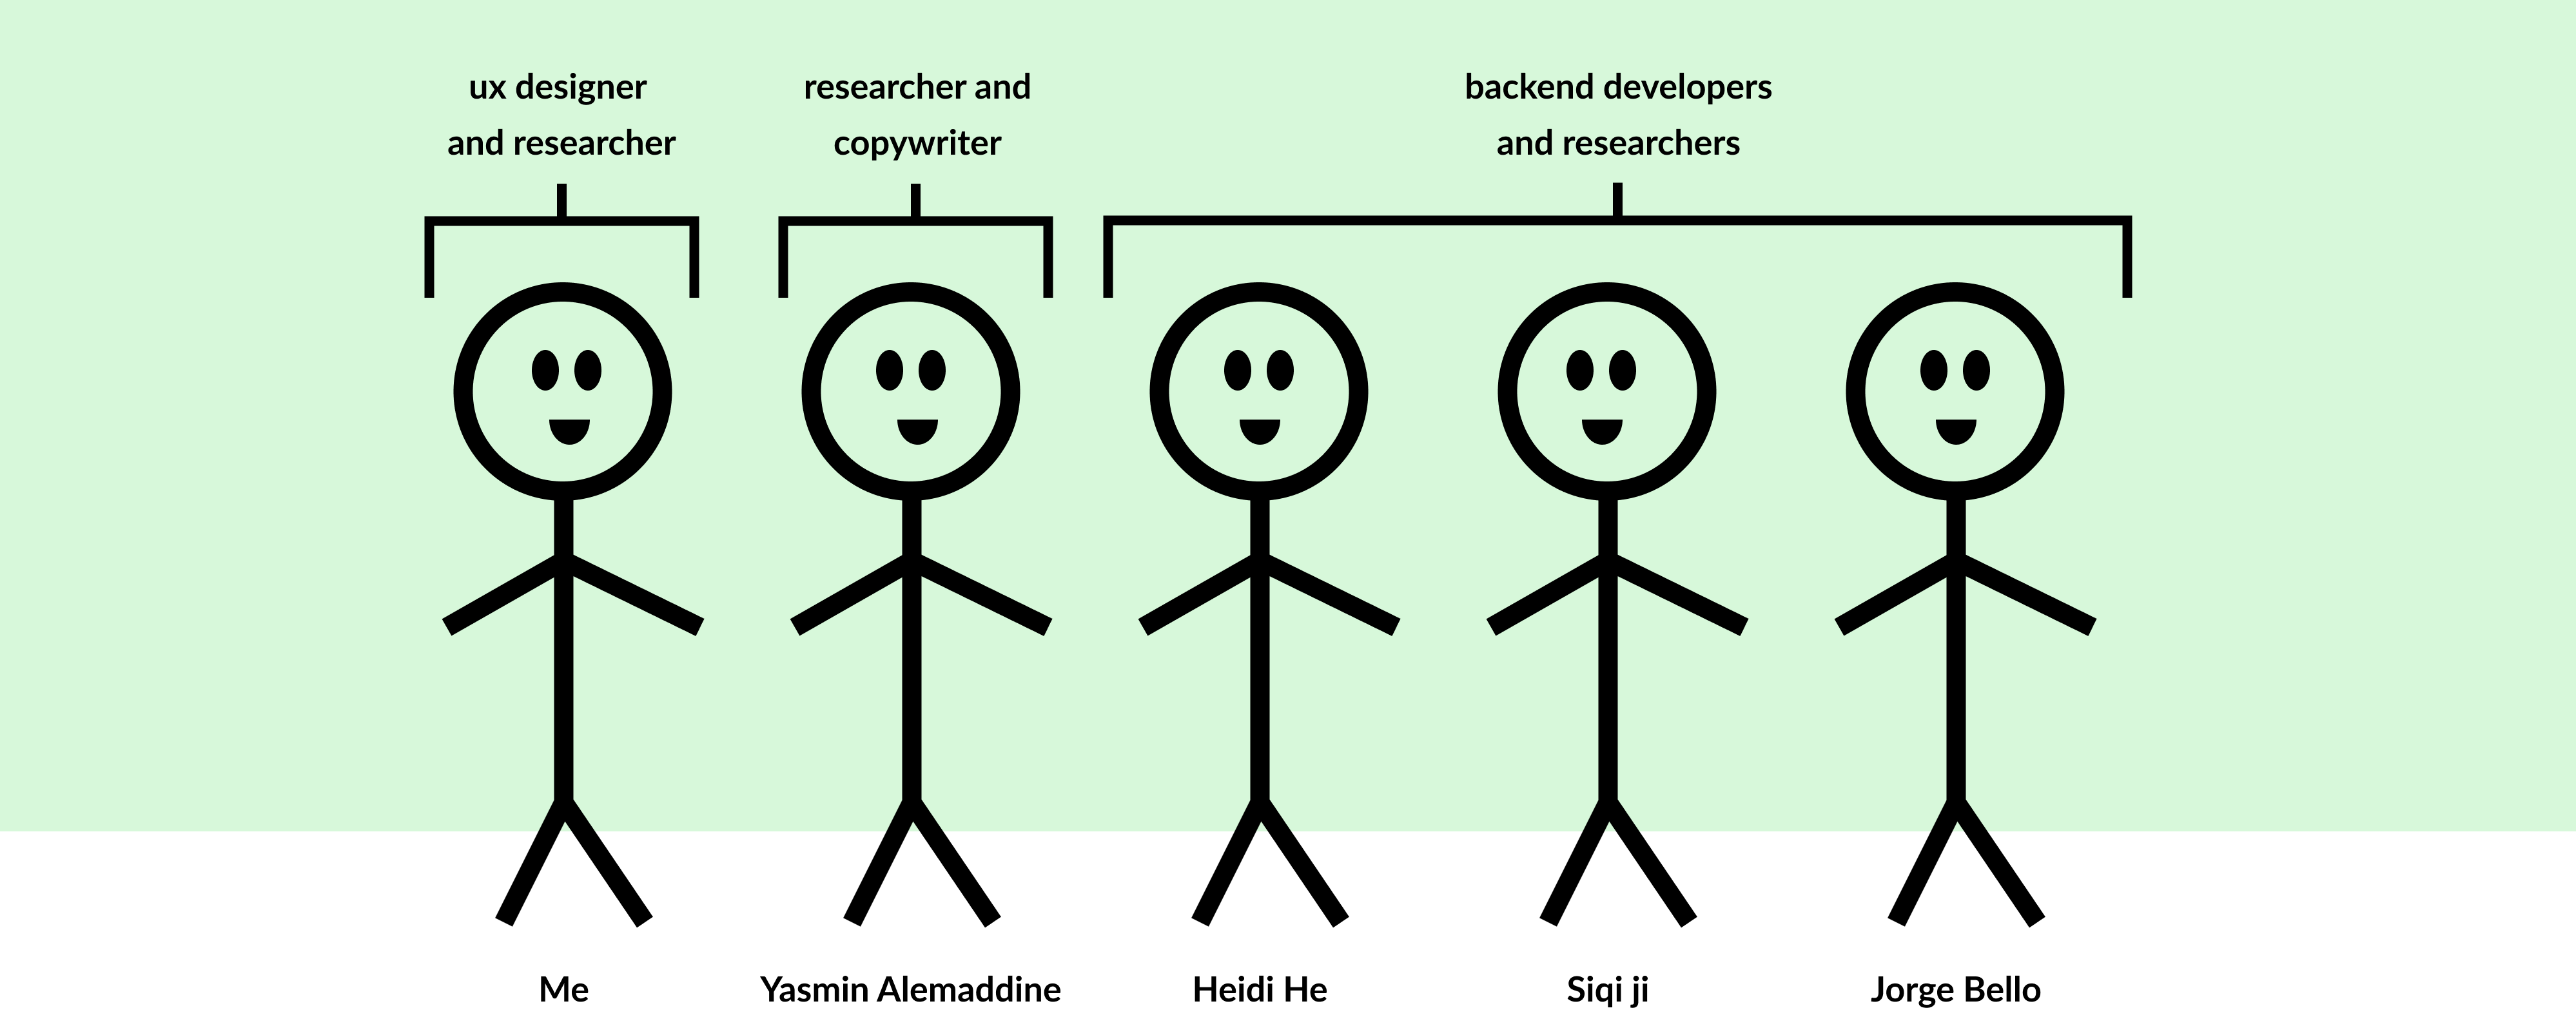 ux designer
and researcher
researcher and
copywriter
backend developers
and researchers
Me
Yasmin Alemaddine
Heidi He
Siqi ji
Jorge Bello